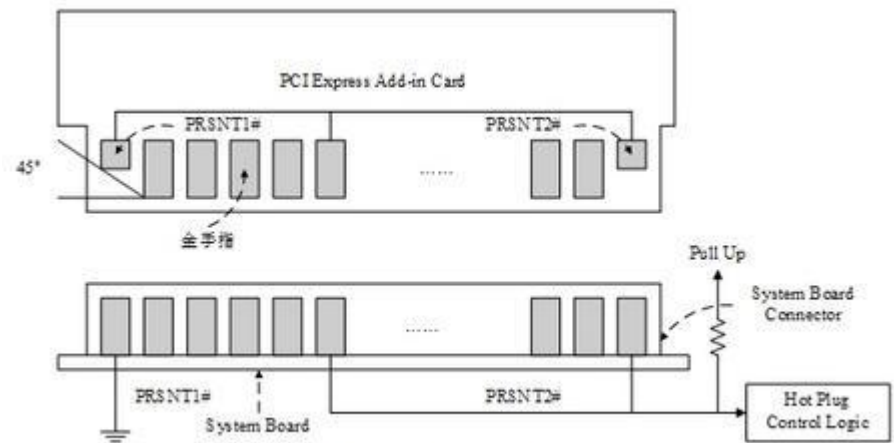 PCI Express Add-in Card
PRSNT1#
PRSNT2#
45°
......
金手指
Pull Up
System Board
Connector
......
PRSNT1#
PRSNT2#
System Board
Hot Plug
Control Logic